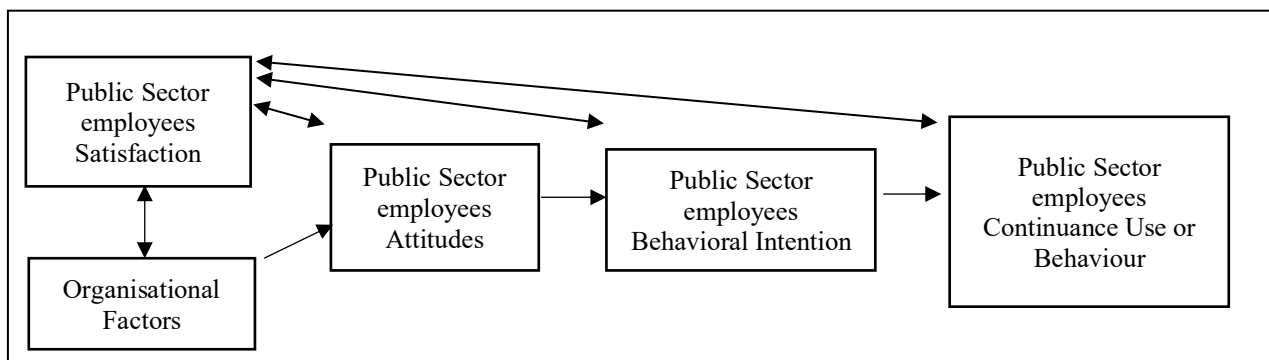 Public Sector
employees
Satisfaction
Organisational
Factors
Public Sector
employees
Attitudes
Public Sector
employees
Behavioral Intention
Public Sector
employees
Continuance Use or
Behaviour